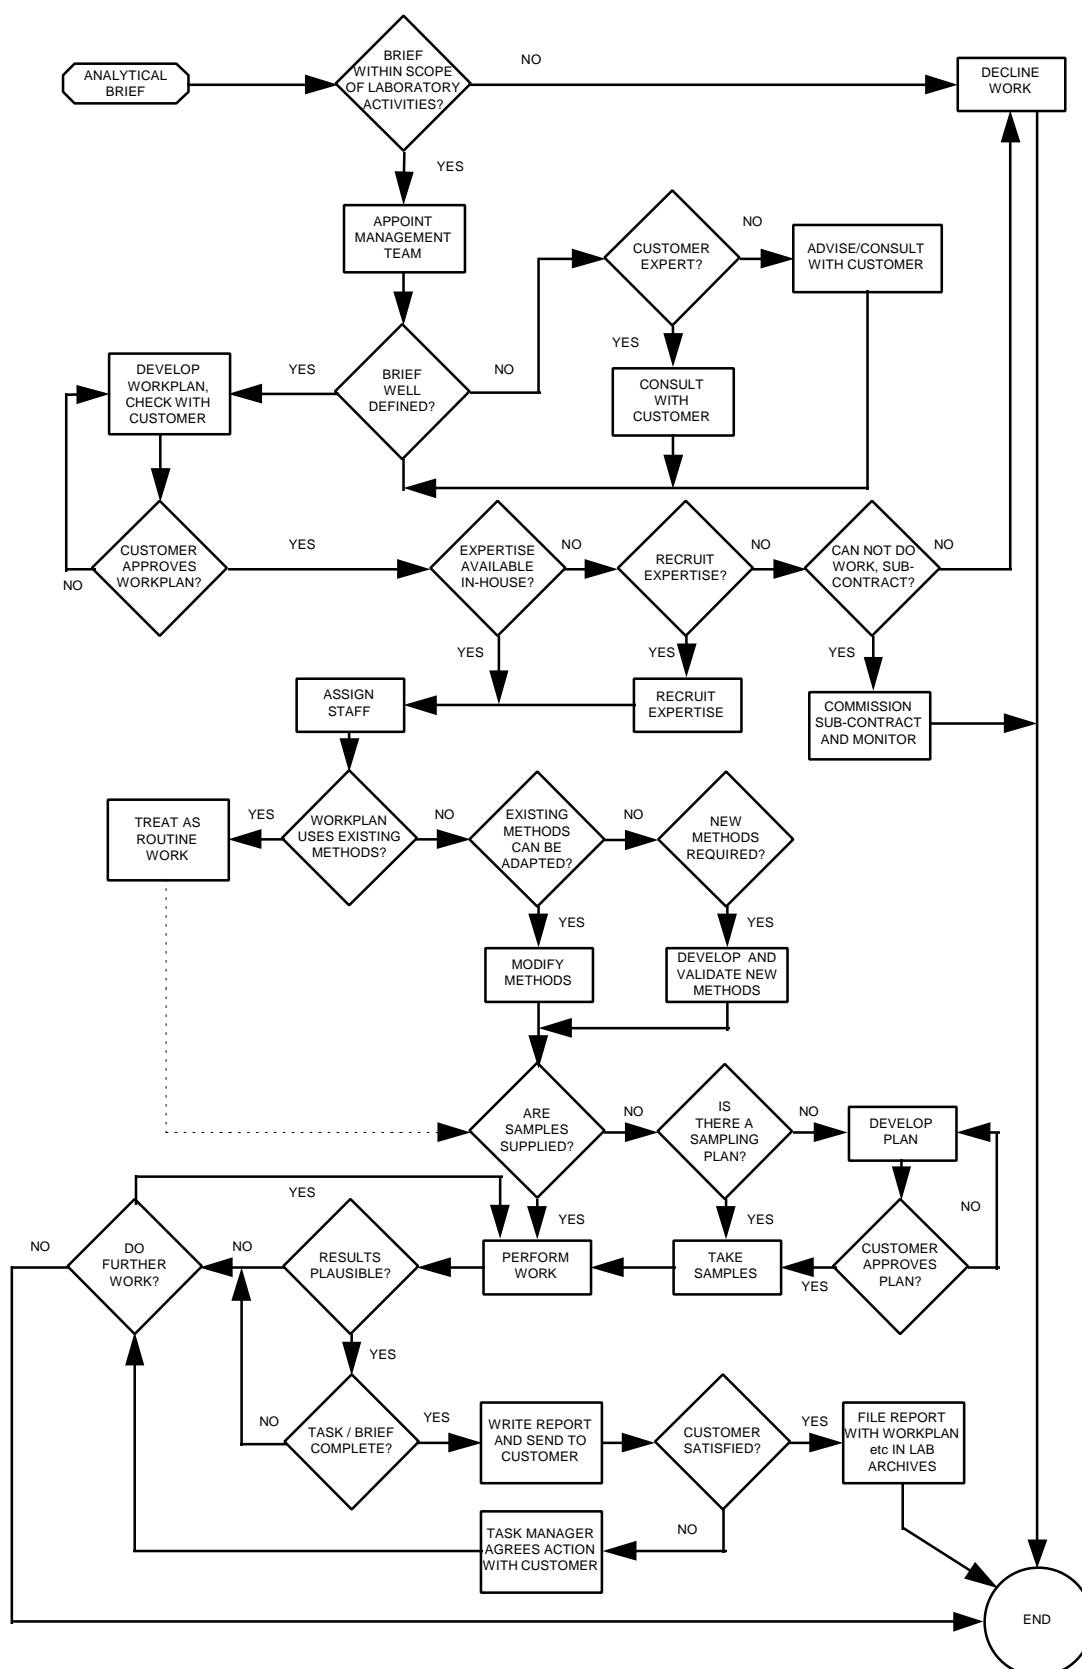 ANALYTICAL
BRIEF
BRIEF
WITHIN SCOPE
OF LABORATORY
ACTIVITIES?
NO
DECLINE
WORK
YES
APPOINT
MANAGEMENT
TEAM
CUSTOMER
EXPERT?
NO
ADVISE/CONSULT
WITH CUSTOMER
YES
DEVELOP
WORKPLAN,
CHECK WITH
CUSTOMER
YES
BRIEF
WELL
DEFINED?
NO
CONSULT
WITH
CUSTOMER
CUSTOMER
APPROVES
WORKPLAN?
NO
YES
EXPERTISE
AVAILABLE
IN-HOUSE?
NO
RECRUIT
EXPERTISE?
NO
CAN NOT DO
WORK, SUB-
CONTRACT?
NO
YES
YES
YES
ASSIGN
STAFF
RECRUIT
EXPERTISE
COMMISSION
SUB-CONTRACT
AND MONITOR
TREAT AS
ROUTINE
WORK
YES
WORKPLAN
USES EXISTING
METHODS?
NO
EXISTING
METHODS
CAN BE
ADAPTED?
NO
NEW
METHODS
REQUIRED?
YES
YES
MODIFY
METHODS
DEVELOP AND
VALIDATE NEW
METHODS
ARE
SAMPLES
SUPPLIED?
NO
IS
THERE A
SAMPLING
PLAN?
NO
DEVELOP
PLAN
YES
YES
YES
NO
NO
DO
FURTHER
WORK?
NO
RESULTS
PLAUSIBLE?
PERFORM
WORK
TAKE
SAMPLES
YES
CUSTOMER
APPROVES
PLAN?
YES
NO
TASK / BRIEF
COMPLETE?
YES
WRITE REPORT
AND SEND TO
CUSTOMER
CUSTOMER
SATISFIED?
YES
FILE REPORT
WITH WORKPLAN
etc IN LAB
ARCHIVES
NO
TASK MANAGER
AGREES ACTION
WITH CUSTOMER
END